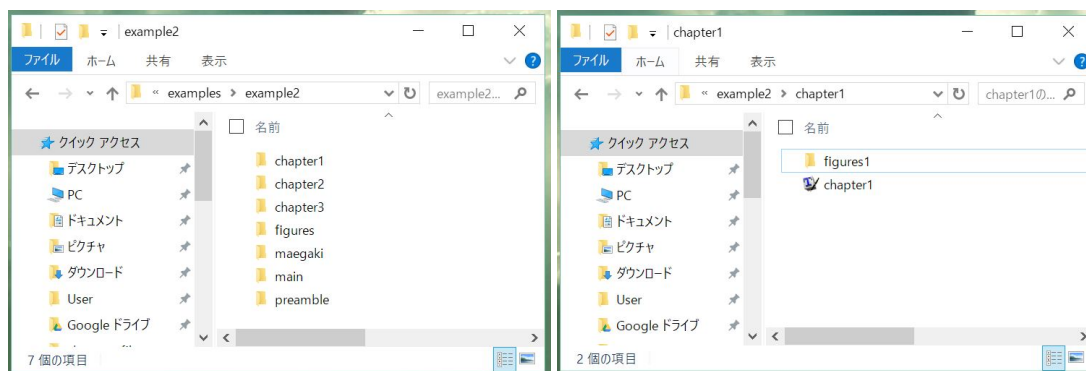 example2
ファイル ホーム 共有 表示
« examples > example2
example2...
クイック アクセス
デスクトップ
PC
ドキュメント
ピクチャ
ダウンロード
User
Google ドライブ
名前
chapter1
chapter2
chapter3
figures
maegaki
main
preamble
7 個の項目
chapter1
ファイル ホーム 共有 表示
« example2 > chapter1
chapter1の...
クイック アクセス
デスクトップ
PC
ドキュメント
ピクチャ
ダウンロード
User
Google ドライブ
名前
figures1
chapter1
2 個の項目